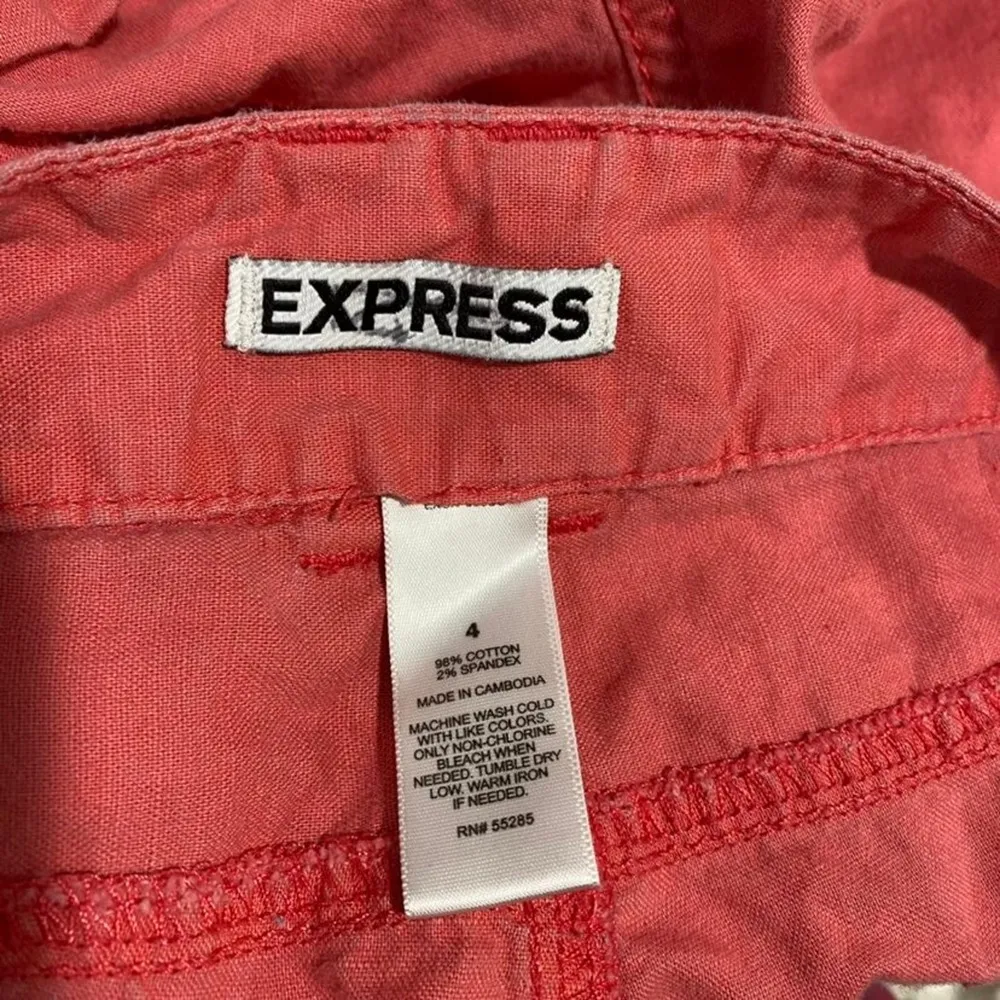 EXPRESS
4
98% COTTON
2% SPANDEX
MADE IN CAMBODIA
MACHINE WASH COLD
WITH LIKE COLORS.
ONLY NON-CHLORINE
BLEACH WHEN
NEEDED. TUMBLE DRY
LOW. WARM IRON
IF NEEDED.
RN# 55285